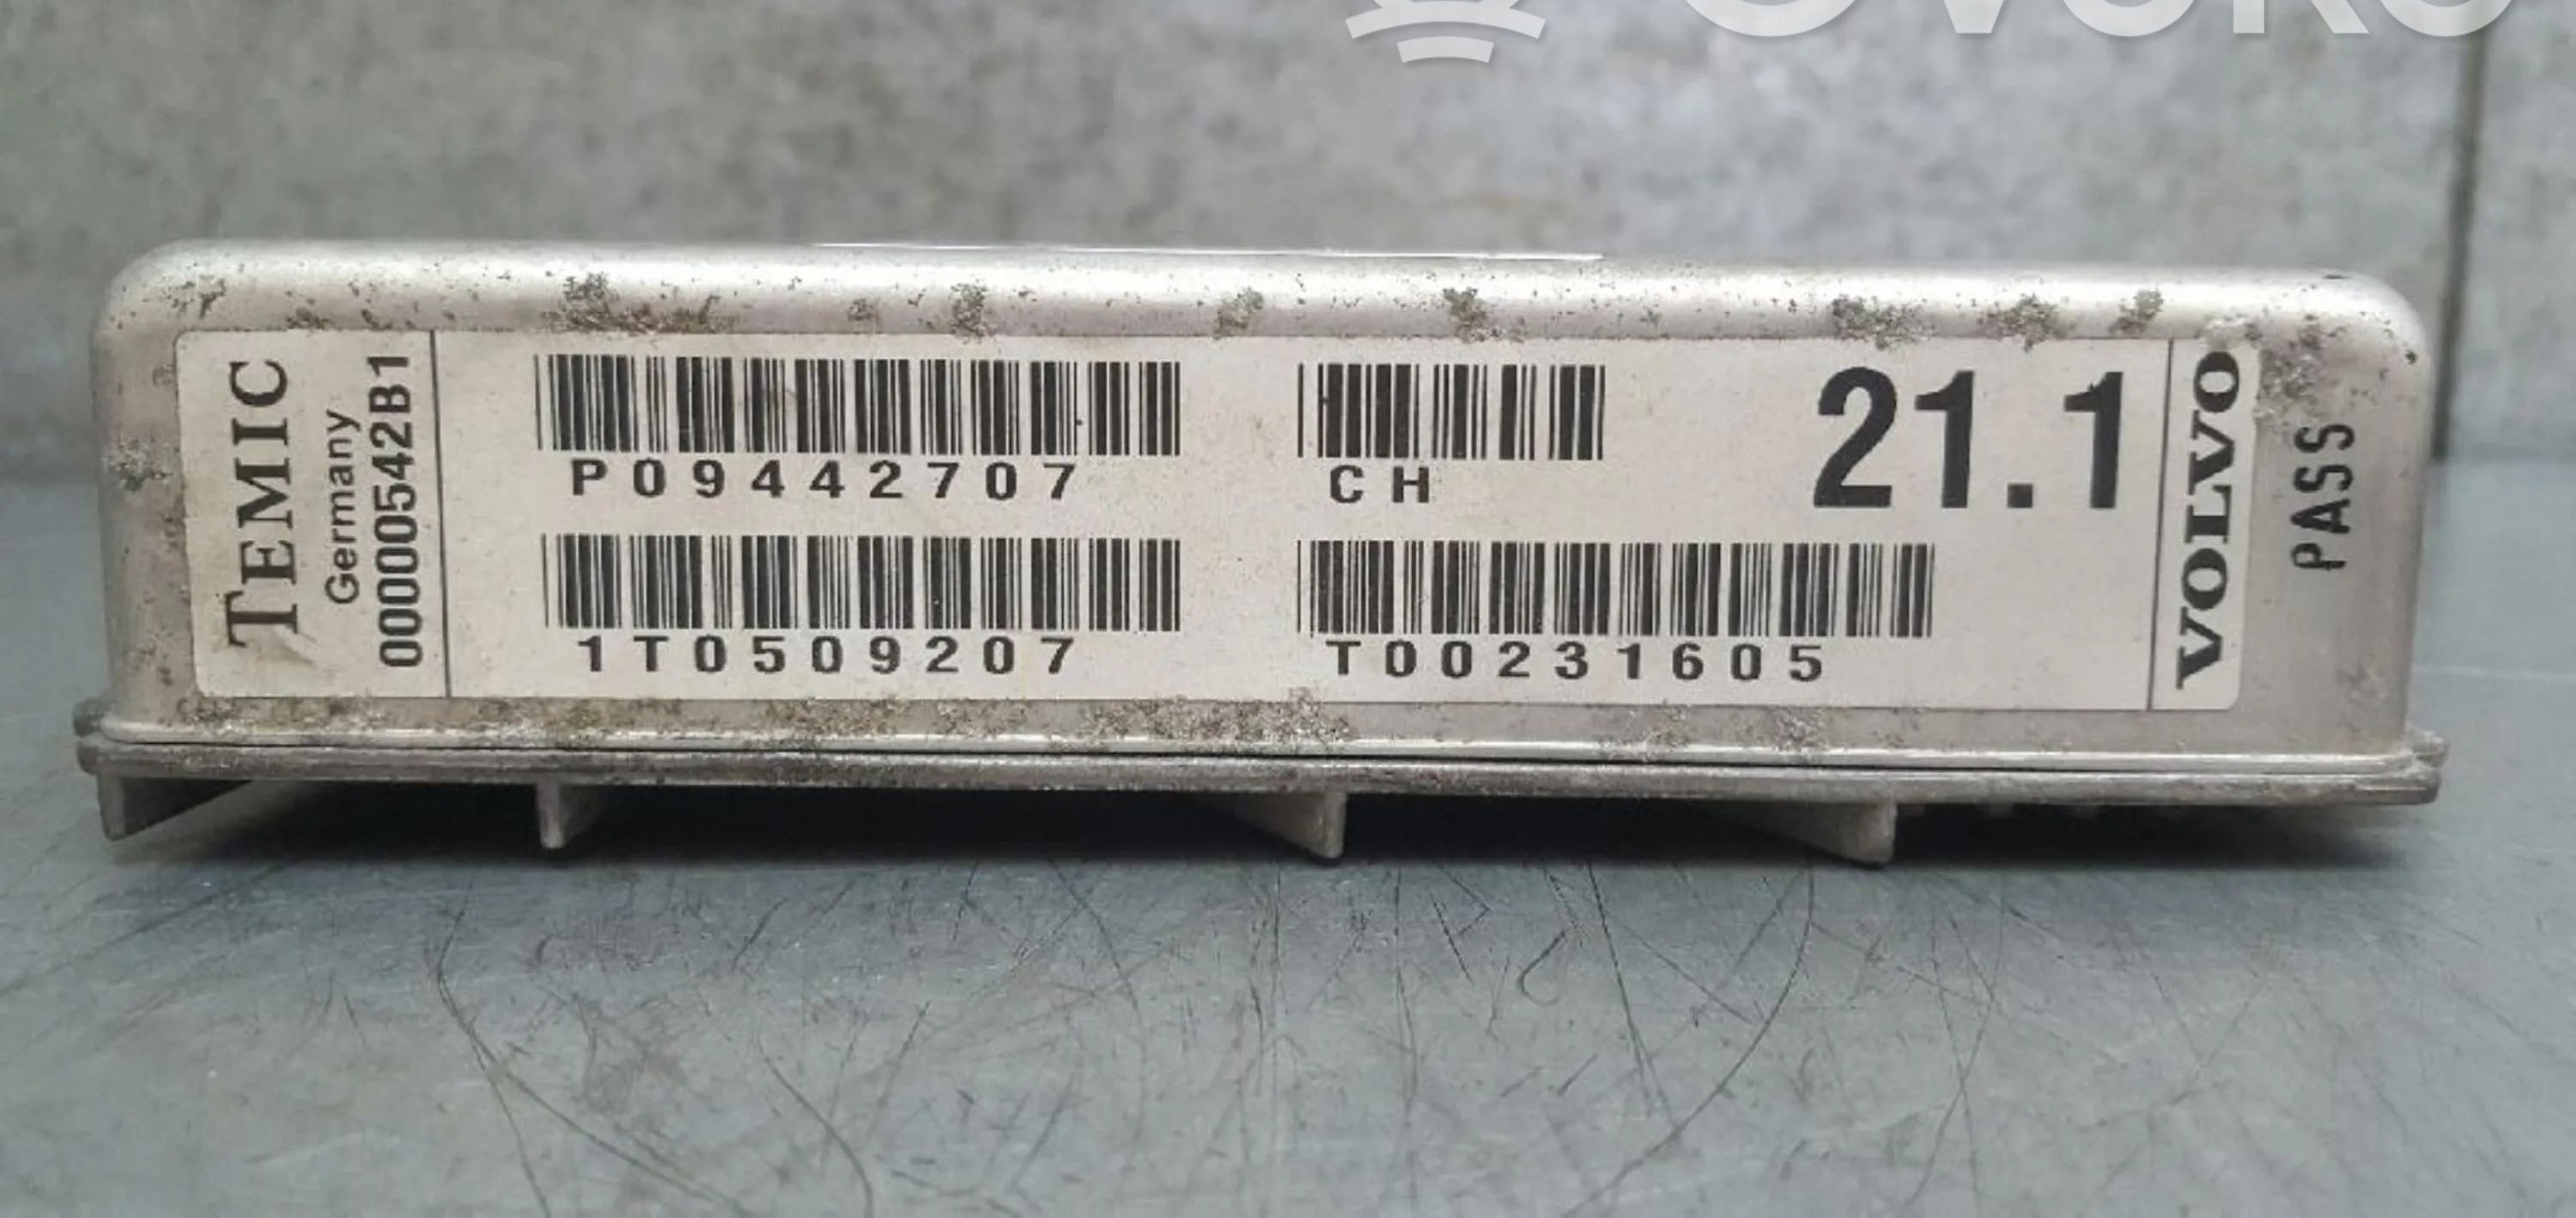 TEMIC
Germany
00000542B1
P09442707
CH
21.1
1T0509207
T00231605
VOLVO
PASS